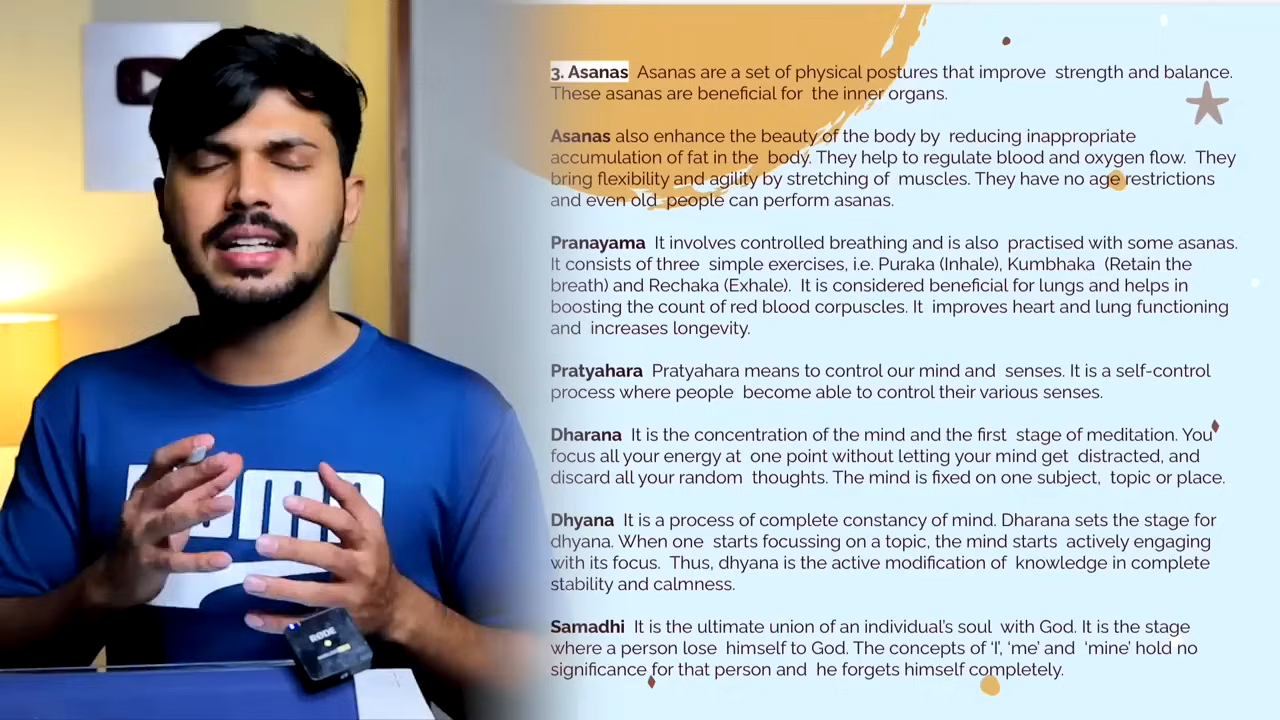 3. Asanas Asanas are a set of physical postures that improve strength and balance.
These asanas are beneficial for the inner organs.
Asanas also enhance the beauty of the body by reducing inappropriate
accumulation of fat in the body. They help to regulate blood and oxygen flow. They
bring flexibility and agility by stretching of muscles. They have no age restrictions
and even old people can perform asanas.
Pranayama It involves controlled breathing and is also practised with some asanas.
It consists of three simple exercises, i.e. Puraka (Inhale), Kumbhaka (Retain the
breath) and Rechaka (Exhale). It is considered beneficial for lungs and helps in
boosting the count of red blood corpuscles. It improves heart and lung functioning
and increases longevity.
Pratyahara Pratyahara means to control our mind and senses. It is a self-control
process where people become able to control their various senses.
Dharana It is the concentration of the mind and the first stage of meditation. You
focus all your energy at one point without letting your mind get distracted, and
discard all your random thoughts. The mind is fixed on one subject, topic or place.
Dhyana It is a process of complete constancy of mind. Dharana sets the stage for
dhyana. When one starts focussing on a topic, the mind starts actively engaging
with its focus. Thus, dhyana is the active modification of knowledge in complete
stability and calmness.
Samadhi It is the ultimate union of an individual's soul with God. It is the stage
where a person lose himself to God. The concepts of 'I', 'me' and 'mine' hold no
significance for that person and he forgets himself completely.
RØDE